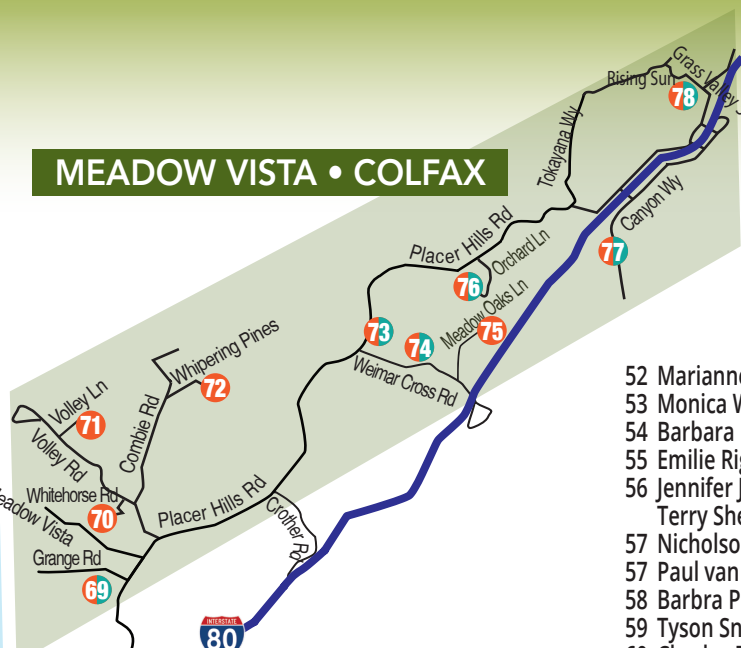 Grass Valley
Rising Sun
78
MEADOW VISTA • COLFAX
Tokayana Wy
Canyon Wy
77
Placer Hills Rd
Orchard Ln
76
Meadow Oaks Ln
75
73
74
Weimar Cross Rd
Whipering Pines
72
Volley Ln
71
Combie Rd
Volley Rd
Whitehorse Rd
70
Meadow Vista
Placer Hills Rd
Crother Rd
Grange Rd
69
INTERSTATE
80
52 Marianne
53 Monica W
54 Barbara
55 Emilie Rig
56 Jennifer J
Terry She
57 Nicholso
57 Paul van
58 Barbra P
59 Tyson Sn